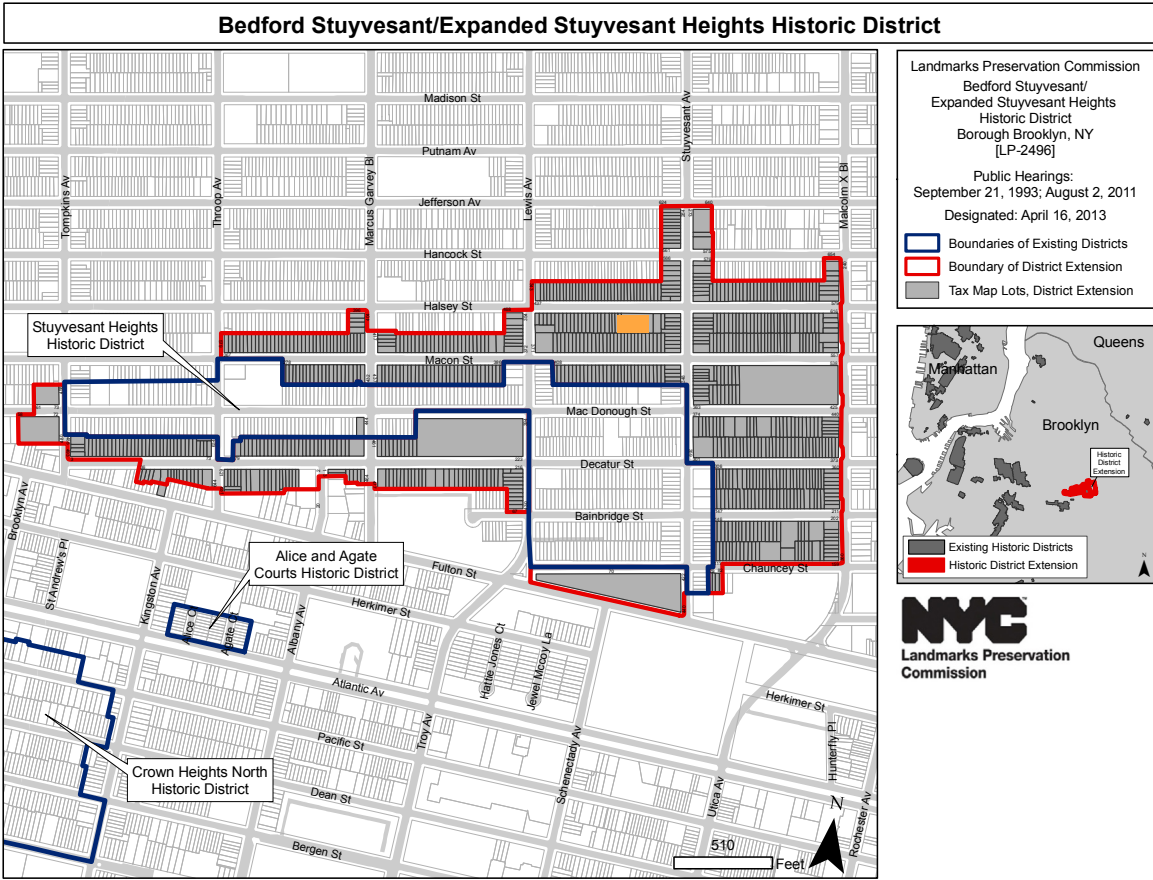 Bedford Stuyvesant/Expanded Stuyvesant Heights Historic District
Madison St
Putnam Av
Jefferson Av
Hancock St
Halsey St
Macon St
Mac Donough St
Decatur St
Bainbridge St
Chauncey St
Fulton St
Herkimer St
Atlantic Av
Pacific St
Dean St
Bergen St
Herkimer St
Tompkins Av
Throop Av
Marcus Garvey Bl
Lewis Av
Stuyvesant Av
Malcolm X Bl
Brooklyn Av
St Andrew's Pl
Kingston Av
Alice Ct
Agate Ct
Albany Av
Troy Av
Hattie Jones Ct
Jewel Mccoy La
Schenectady Av
Utica Av
Hunterfly Pl
Rochester Av
Stuyvesant Heights
Historic District
Alice and Agate
Courts Historic District
Crown Heights North
Historic District
N
510
Feet
Landmarks Preservation Commission
Bedford Stuyvesant/
Expanded Stuyvesant Heights
Historic District
Borough Brooklyn, NY
[LP-2496]
Public Hearings:
September 21, 1993; August 2, 2011
Designated: April 16, 2013
Boundaries of Existing Districts
Boundary of District Extension
Tax Map Lots, District Extension
Queens
Manhattan
Brooklyn
Historic
District
Extension
Existing Historic Districts
Historic District Extension
N
NYC
Landmarks Preservation
Commission